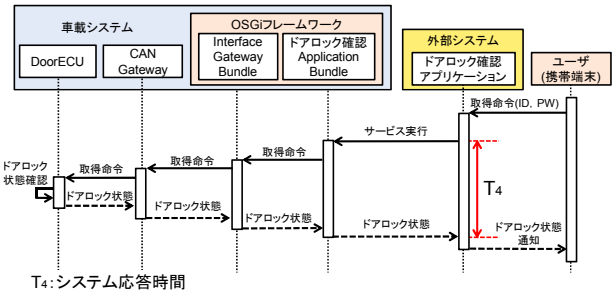 車載システム
OSGiフレームワーク
外部システム
DoorECU
CAN
Gateway
Interface
Gateway
Bundle
ドアロック確認
Application
Bundle
ドアロック確認
アプリケーション
ユーザ
(携帯端末)
取得命令(ID, PW)
サービス実行
取得命令
取得命令
取得命令
ドアロック
状態確認
ドアロック状態
ドアロック状態
ドアロック状態
ドアロック状態
ドアロック状態
通知
T4
T4:システム応答時間